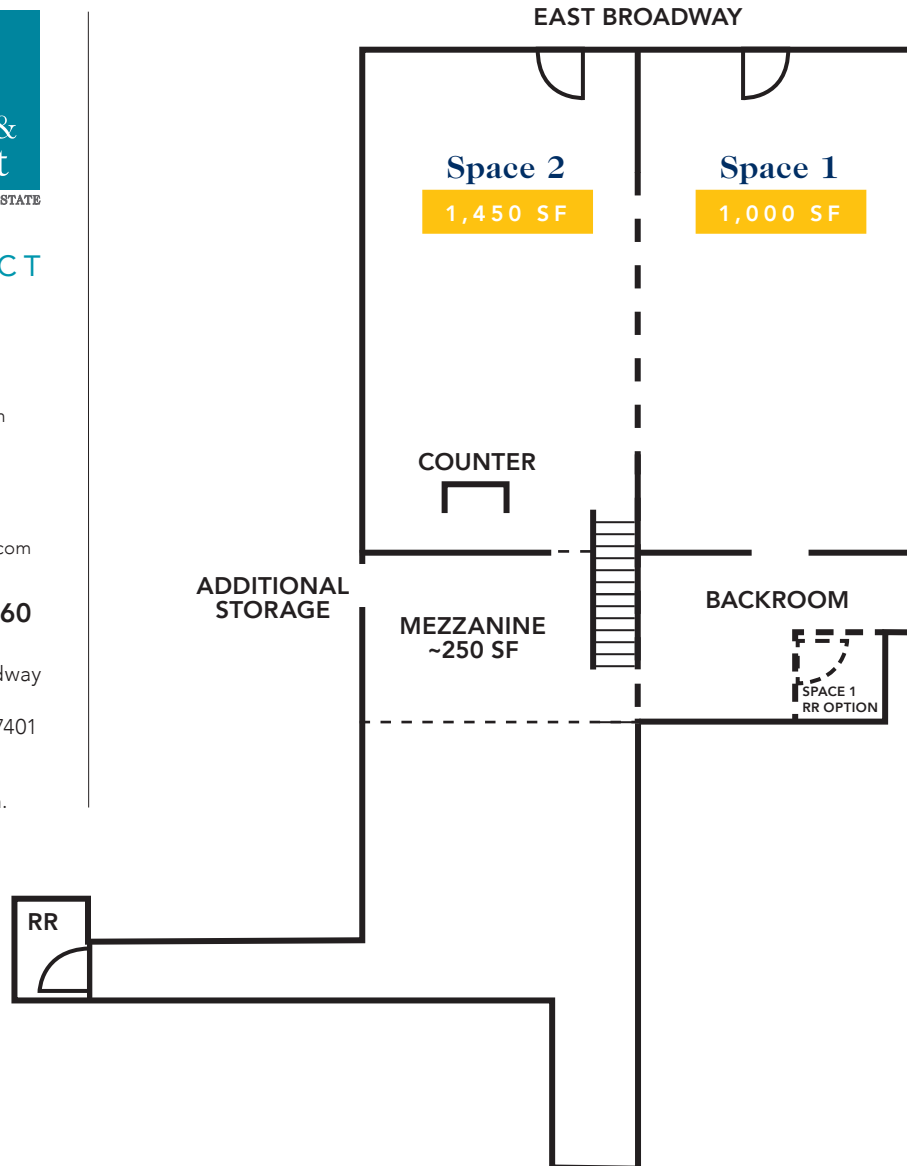 EAST BROADWAY
&
t
STATE
CT
n
com
60
dway
7401
.
Space 2
1,450 SF
Space 1
1,000 SF
COUNTER
ADDITIONAL
STORAGE
MEZZANINE
~250 SF
BACKROOM
SPACE 1
RR OPTION
RR